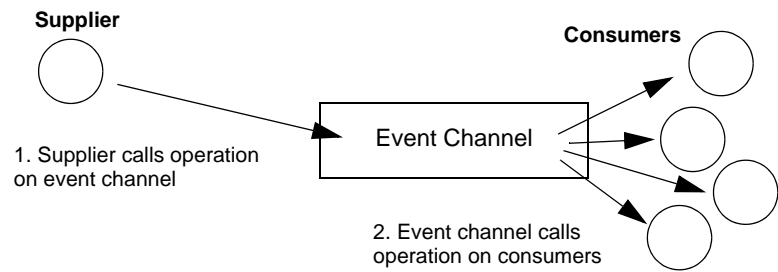 Supplier
Consumers
Event Channel
1. Supplier calls operation
on event channel
2. Event channel calls
operation on consumers